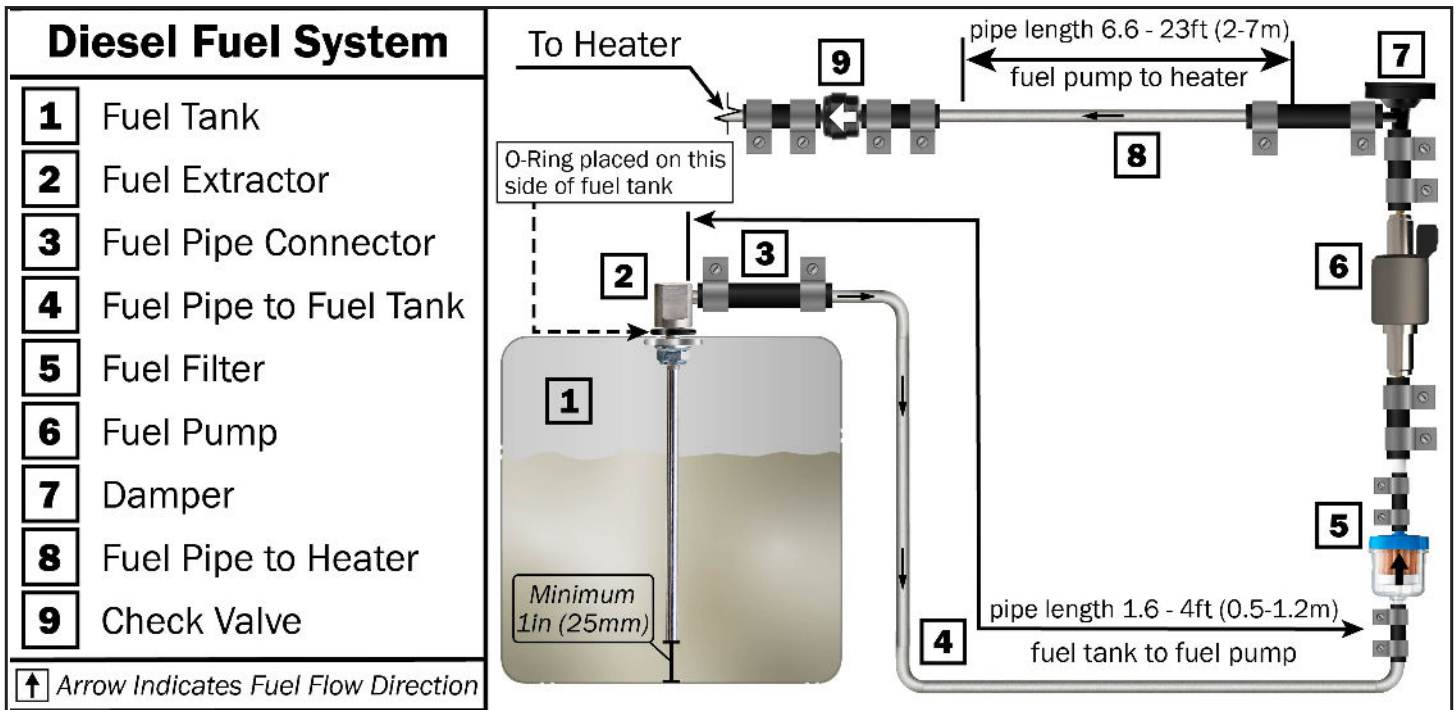 Diesel Fuel System
1 Fuel Tank
2 Fuel Extractor
3 Fuel Pipe Connector
4 Fuel Pipe to Fuel Tank
5 Fuel Filter
6 Fuel Pump
7 Damper
8 Fuel Pipe to Heater
9 Check Valve
Arrow Indicates Fuel Flow Direction
To Heater
9
pipe length 6.6 - 23ft (2-7m)
fuel pump to heater
7
8
O-Ring placed on this
side of fuel tank
2
3
6
1
5
Minimum
1in (25mm)
4
pipe length 1.6 - 4ft (0.5-1.2m)
fuel tank to fuel pump